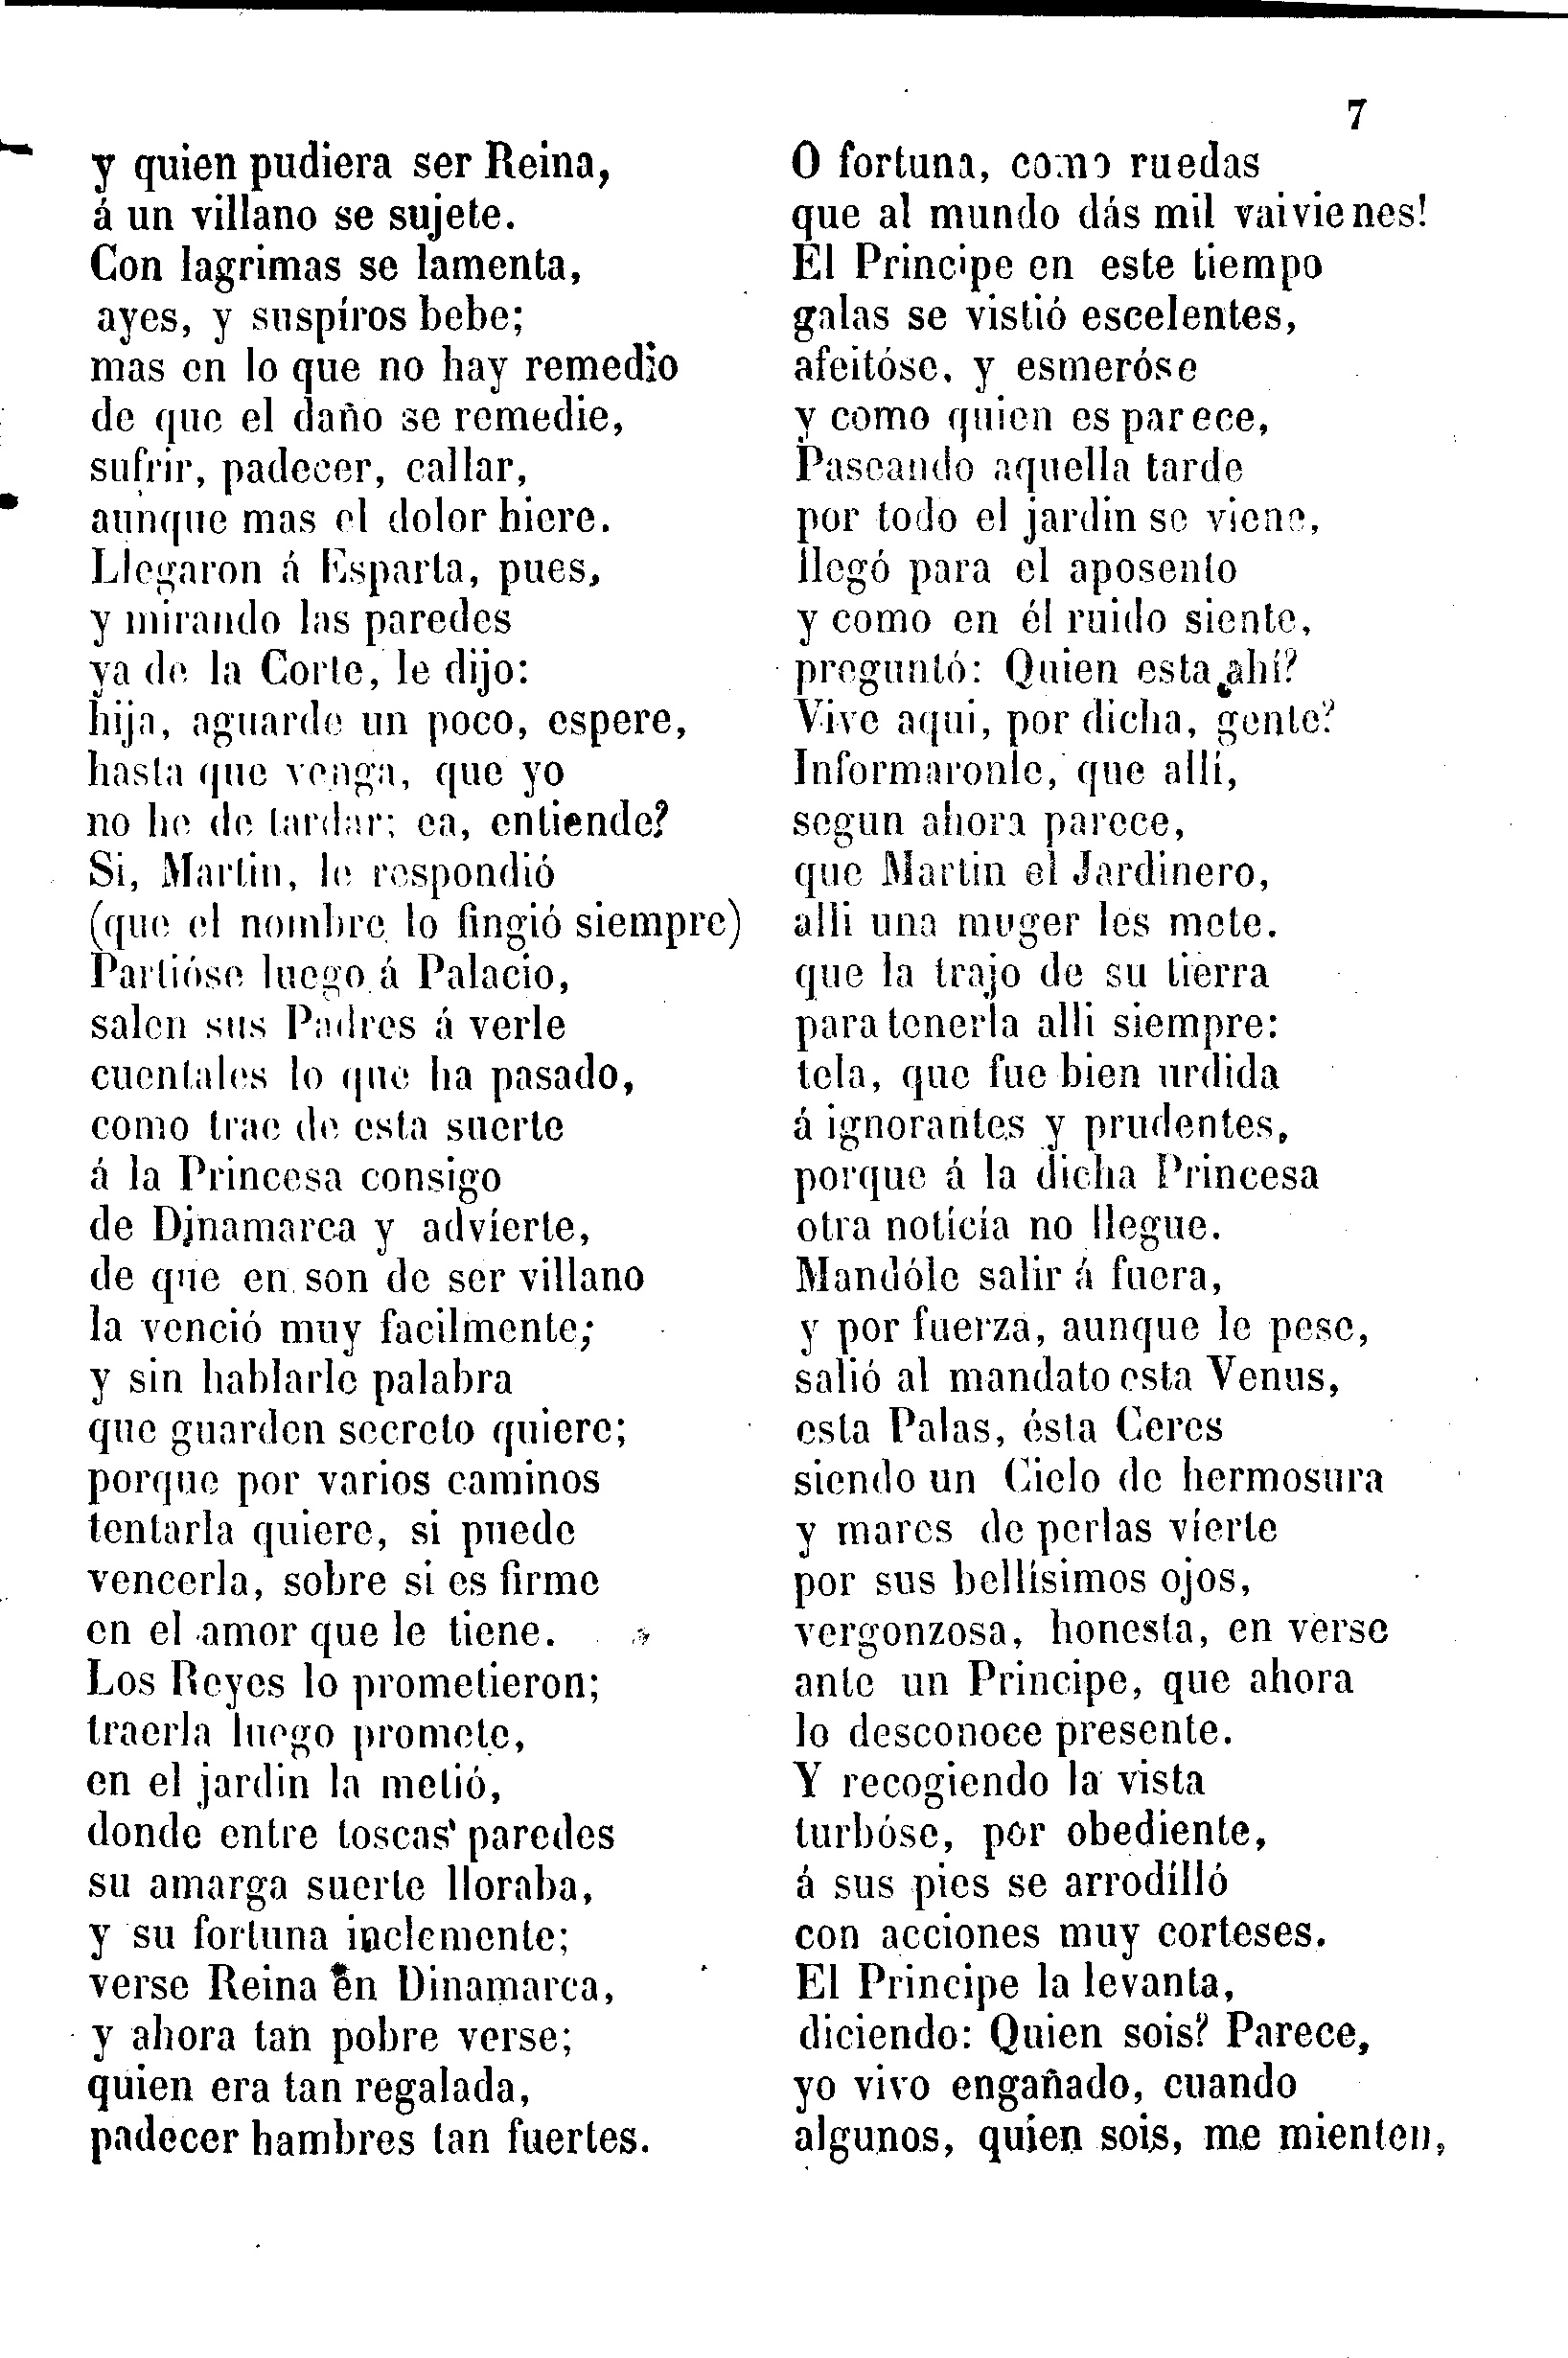 7
y quien pudiera ser Reina,
á un villano se sujete.
Con lagrimas se lamenta,
ayes, y suspíros bebe;
mas en lo que no hay remedio
de que el daño se remedie,
sufrir, padecer, callar,
aunque mas el dolor hiere.
Llegaron á Esparta, pues,
y mirando las paredes
ya de la Corte, le dijo:
hija, aguarde un poco, espere,
hasta que venga, que yo
no he de tardar; ea, entiende?
Si, Martin, le respondió
(que el nombre lo fingió siempre)
Partióse luego á Palacio,
salen sus Padres á verle
cuentales lo que ha pasado,
como trae de esta suerte
á la Princesa consigo
de Dinamarca y advíerte,
de que en son de ser villano
la venció muy facilmente;
y sin hablarle palabra
que guarden secreto quiere;
porque por varios caminos
tentarla quiere, si puede
vencerla, sobre si es firme
en el amor que le tiene.
Los Reyes lo prometieron;
traerla luego promete,
en el jardin la metió,
donde entre toscas paredes
su amarga suerte lloraba,
y su fortuna inclemente;
verse Reina en Dinamarca,
y ahora tan pobre verse;
quien era tan regalada,
padecer hambres tan fuertes.
O fortuna, como ruedas
que al mundo dás mil vaivienes!
El Principe en este tiempo
galas se vistió escelentes,
afeitóse, y esmeróse
y como quien es parece,
Paseando aquella tarde
por todo el jardin se viene,
llegó para el aposento
y como en él ruido siente,
preguntó: Quien esta ahí?
Vive aqui, por dicha, gente?
Informaronle, que allí,
segun ahora parece,
que Martin el Jardinero,
alli una muger les mete.
que la trajo de su tierra
para tenerla alli siempre:
tela, que fue bien urdida
á ignorantes y prudentes,
porque á la dicha Princesa
otra notícía no llegue.
Mandóle salir á fuera,
y por fuerza, aunque le pese,
salió al mandato esta Venus,
esta Palas, ésta Ceres
siendo un Cielo de hermosura
y mares de perlas víerte
por sus bellísimos ojos,
vergonzosa, honesta, en verse
ante un Principe, que ahora
lo desconoce presente.
Y recogiendo la vista
turbóse, por obediente,
á sus pies se arrodílló
con acciones muy corteses.
El Principe la levanta,
diciendo: Quien sois? Parece,
yo vivo engañado, cuando
algunos, quien sois, me mienten,